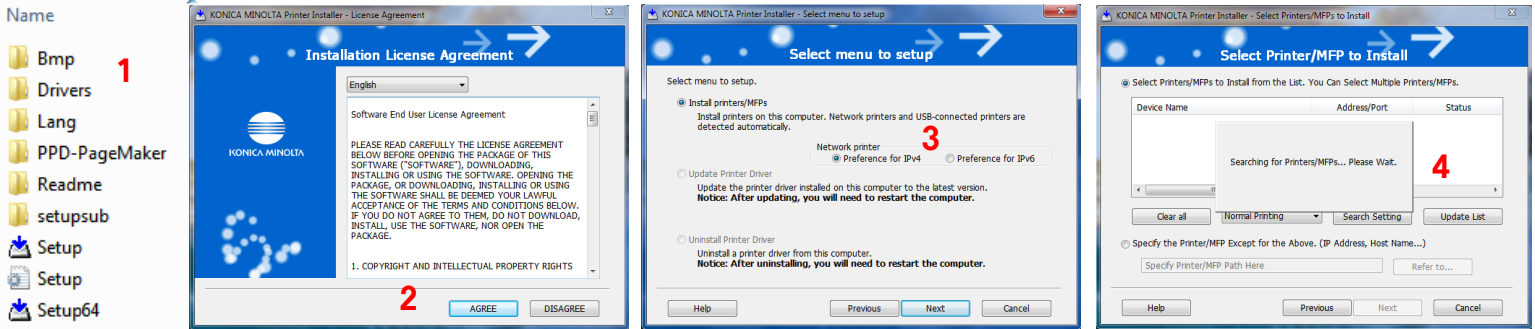 Name
Bmp
1
Drivers
Lang
PPD-PageMaker
Readme
setupsub
Setup
Setup
Setup64
KONICA MINOLTA Printer Installer - License Agreement
Installation License Agreement
English
Software End User License Agreement
PLEASE READ CAREFULLY THE LICENSE AGREEMENT
BELOW BEFORE OPENING THE PACKAGE OF THIS
SOFTWARE ("SOFTWARE"), DOWNLOADING,
INSTALLING OR USING THE SOFTWARE. OPENING THE
PACKAGE, OR DOWNLOADING, INSTALLING OR USING
THE SOFTWARE SHALL BE DEEMED YOUR LAWFUL
ACCEPTANCE OF THE TERMS AND CONDITIONS BELOW.
IF YOU DO NOT AGREE TO THEM, DO NOT DOWNLOAD,
INSTALL, USE THE SOFTWARE, NOR OPEN THE
PACKAGE.
1. COPYRIGHT AND INTELLECTUAL PROPERTY RIGHTS
KONICA MINOLTA
2
AGREE
DISAGREE
KONICA MINOLTA Printer Installer - Select menu to setup
Select menu to setup
Select menu to setup.
Install printers/MFPs
Install printers on this computer. Network printers and USB-connected printers are
detected automatically.
3
Network printer
Preference for IPv4
Preference for IPv6
Update Printer Driver
Update the printer driver installed on this computer to the latest version.
Notice: After updating, you will need to restart the computer.
Uninstall Printer Driver
Uninstall a printer driver from this computer.
Notice: After uninstalling, you will need to restart the computer.
Help
Previous
Next
Cancel
KONICA MINOLTA Printer Installer - Select Printers/MFPs to Install
Select Printer/MFP to Install
Select Printers/MFPs to Install from the List. You Can Select Multiple Printers/MFPs.
Device Name
Address/Port
Status
Searching for Printers/MFPs... Please Wait.
4
Clear all
Normal Printing
Search Setting
Update List
Specify the Printer/MFP Except for the Above. (IP Address, Host Name...)
Specify Printer/MFP Path Here
Refer to...
Help
Previous
Next
Cancel